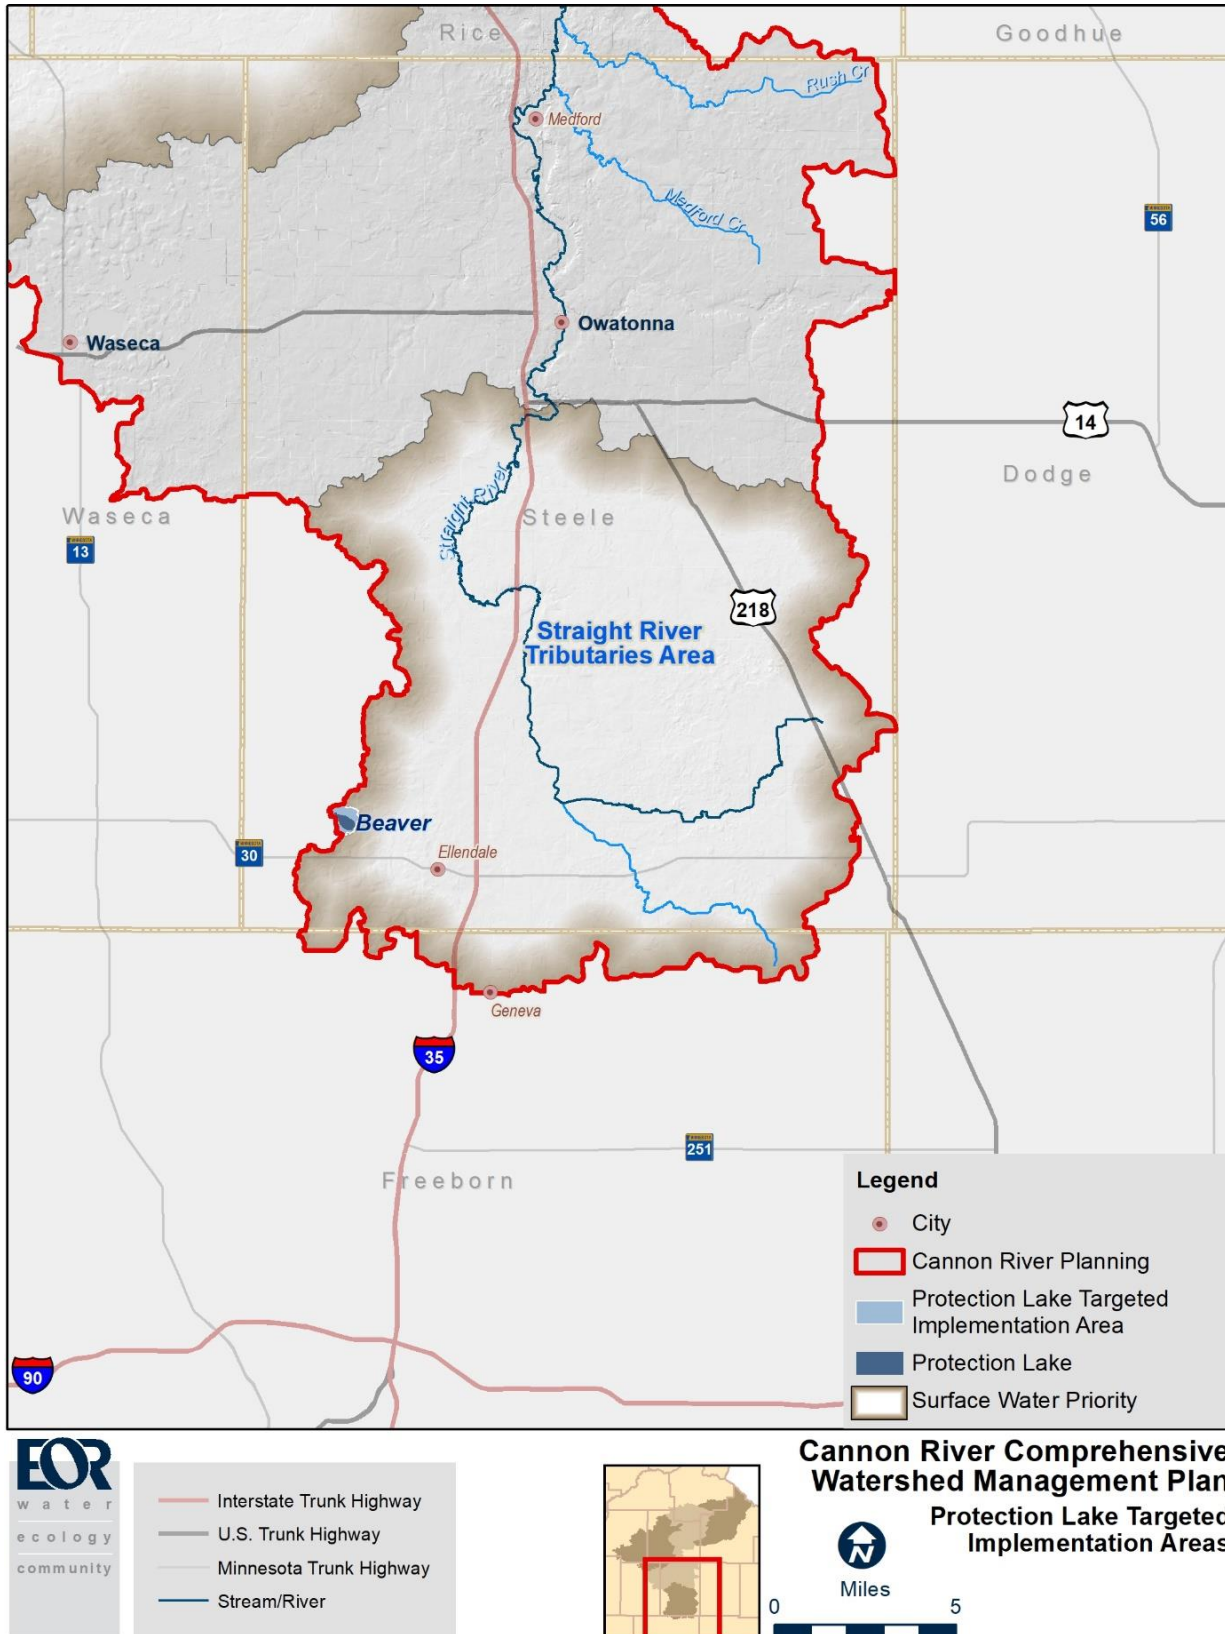 Rice
Goodhue
Rush Cr
Medford
Medford Cr
56
Owatonna
Waseca
14
Dodge
Straight River
Waseca
Steele
13
218
Straight River
Tributaries Area
Beaver
Ellendale
30
Geneva
35
251
Freeborn
90
Legend
City
Cannon River Planning
Protection Lake Targeted
Implementation Area
Protection Lake
Surface Water Priority
EOR
water
ecology
community
Interstate Trunk Highway
U.S. Trunk Highway
Minnesota Trunk Highway
Stream/River
Cannon River Comprehensive
Watershed Management Plan
Protection Lake Targeted
Implementation Areas
N
Miles
0 5